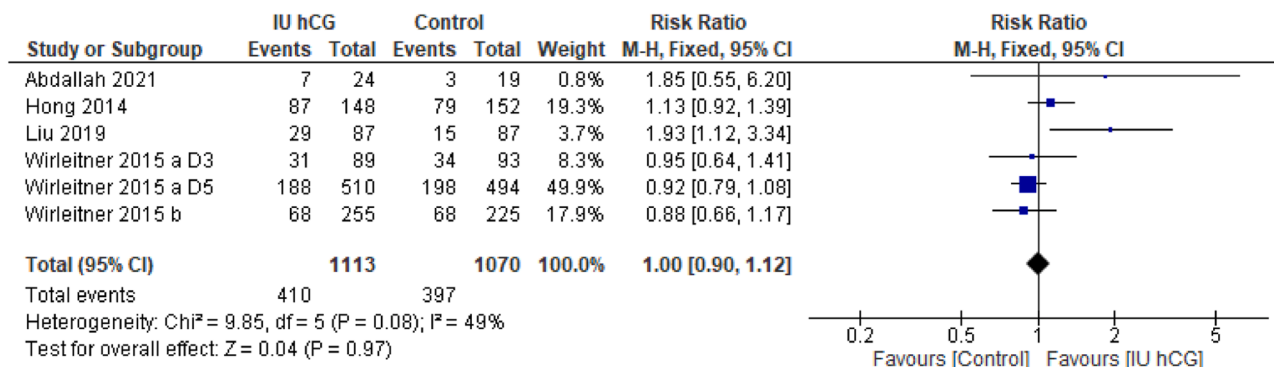 IU hCG Control Risk Ratio Risk Ratio
Study or Subgroup Events Total Events Total Weight M-H, Fixed, 95% CI M-H, Fixed, 95% CI
Abdallah 2021 7 24 3 19 0.8% 1.85 [0.55, 6.20]
Hong 2014 87 148 79 152 19.3% 1.13 [0.92, 1.39]
Liu 2019 29 87 15 87 3.7% 1.93 [1.12, 3.34]
Wirleitner 2015 a D3 31 89 34 93 8.3% 0.95 [0.64, 1.41]
Wirleitner 2015 a D5 188 510 198 494 49.9% 0.92 [0.79, 1.08]
Wirleitner 2015 b 68 255 68 225 17.9% 0.88 [0.66, 1.17]
Total (95% CI) 1113 1070 100.0% 1.00 [0.90, 1.12]
Total events 410 397
Heterogeneity: Chi² = 9.85, df = 5 (P = 0.08); I² = 49%
Test for overall effect: Z = 0.04 (P = 0.97)
0.2 0.5 1 2 5
Favours [Control] Favours [IU hCG]